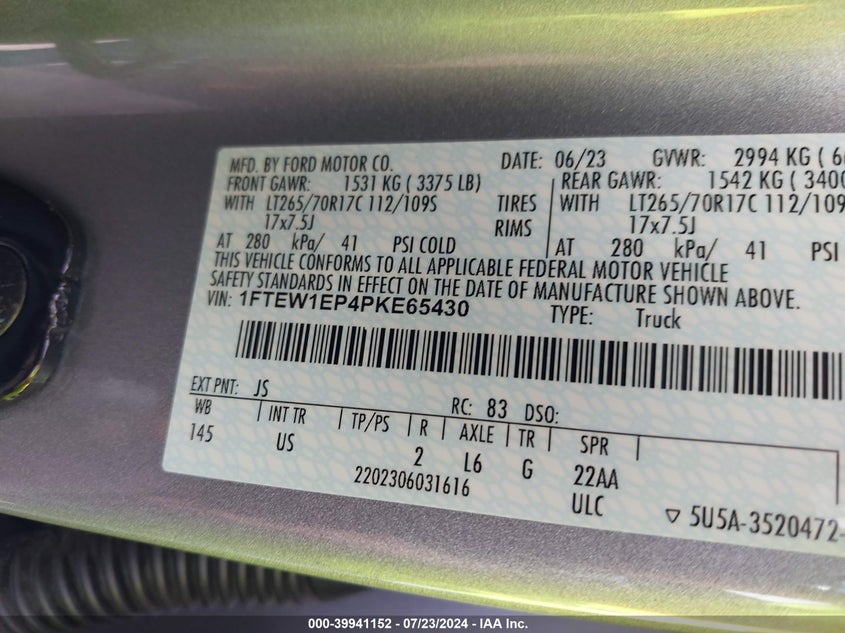 MFD. BY FORD MOTOR CO. DATE: 06/23 GVWR: 2994 KG (
FRONT GAWR: 1531 KG ( 3375 LB) REAR GAWR: 1542 KG ( 3400
WITH LT265/70R17C 112/109S TIRES WITH LT265/70R17C 112/109
17x7.5J RIMS 17x7.5J
AT 280 kPa/ 41 PSI COLD AT 280 kPa/ 41 PSI
THIS VEHICLE CONFORMS TO ALL APPLICABLE FEDERAL MOTOR VEHICLE
SAFETY STANDARDS IN EFFECT ON THE DATE OF MANUFACTURE SHOWN ABOVE.
VIN: 1FTEW1EP4PKE65430 TYPE: Truck
EXT PNT: JS RC: 83 DSO:
WB INT TR TP/PS R AXLE TR SPR
145 US 2 L6 G 22AA
2202306031616 ULC
▽ 5U5A-3520472-
000-39941152 - 07/23/2024 - IAA Inc.